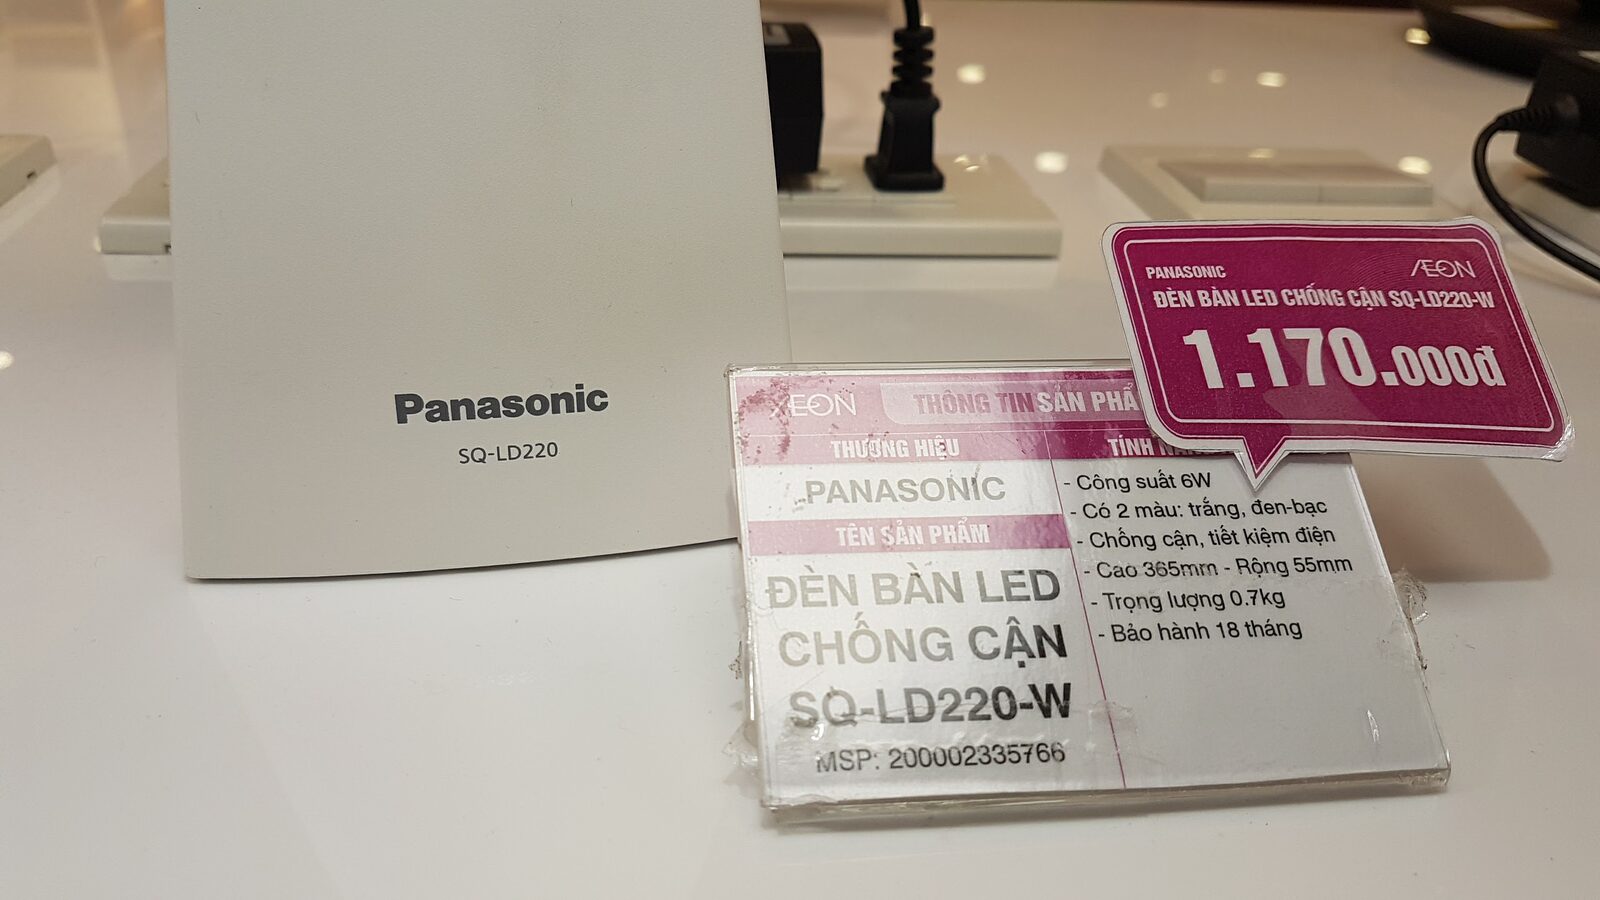 Panasonic
SQ-LD220
PANASONIC
ÆON
ĐÈN BÀN LED CHỐNG CẬN SQ-LD220-W
1.170.000đ
ÆON
THÔNG TIN SẢN
THƯƠNG HIỆU
PANASONIC
TÊN SẢN PHẨM
ĐÈN BÀN LED
CHỐNG CẬN
SQ-LD220-W
MSP: 200002335766
TÍNH
- Công suất 6W
- Có 2 màu: trắng, đen-bạc
- Chống cận, tiết kiệm điện
- Cao 365mm - Rộng 55mm
- Trọng lượng 0.7kg
- Bảo hành 18 tháng